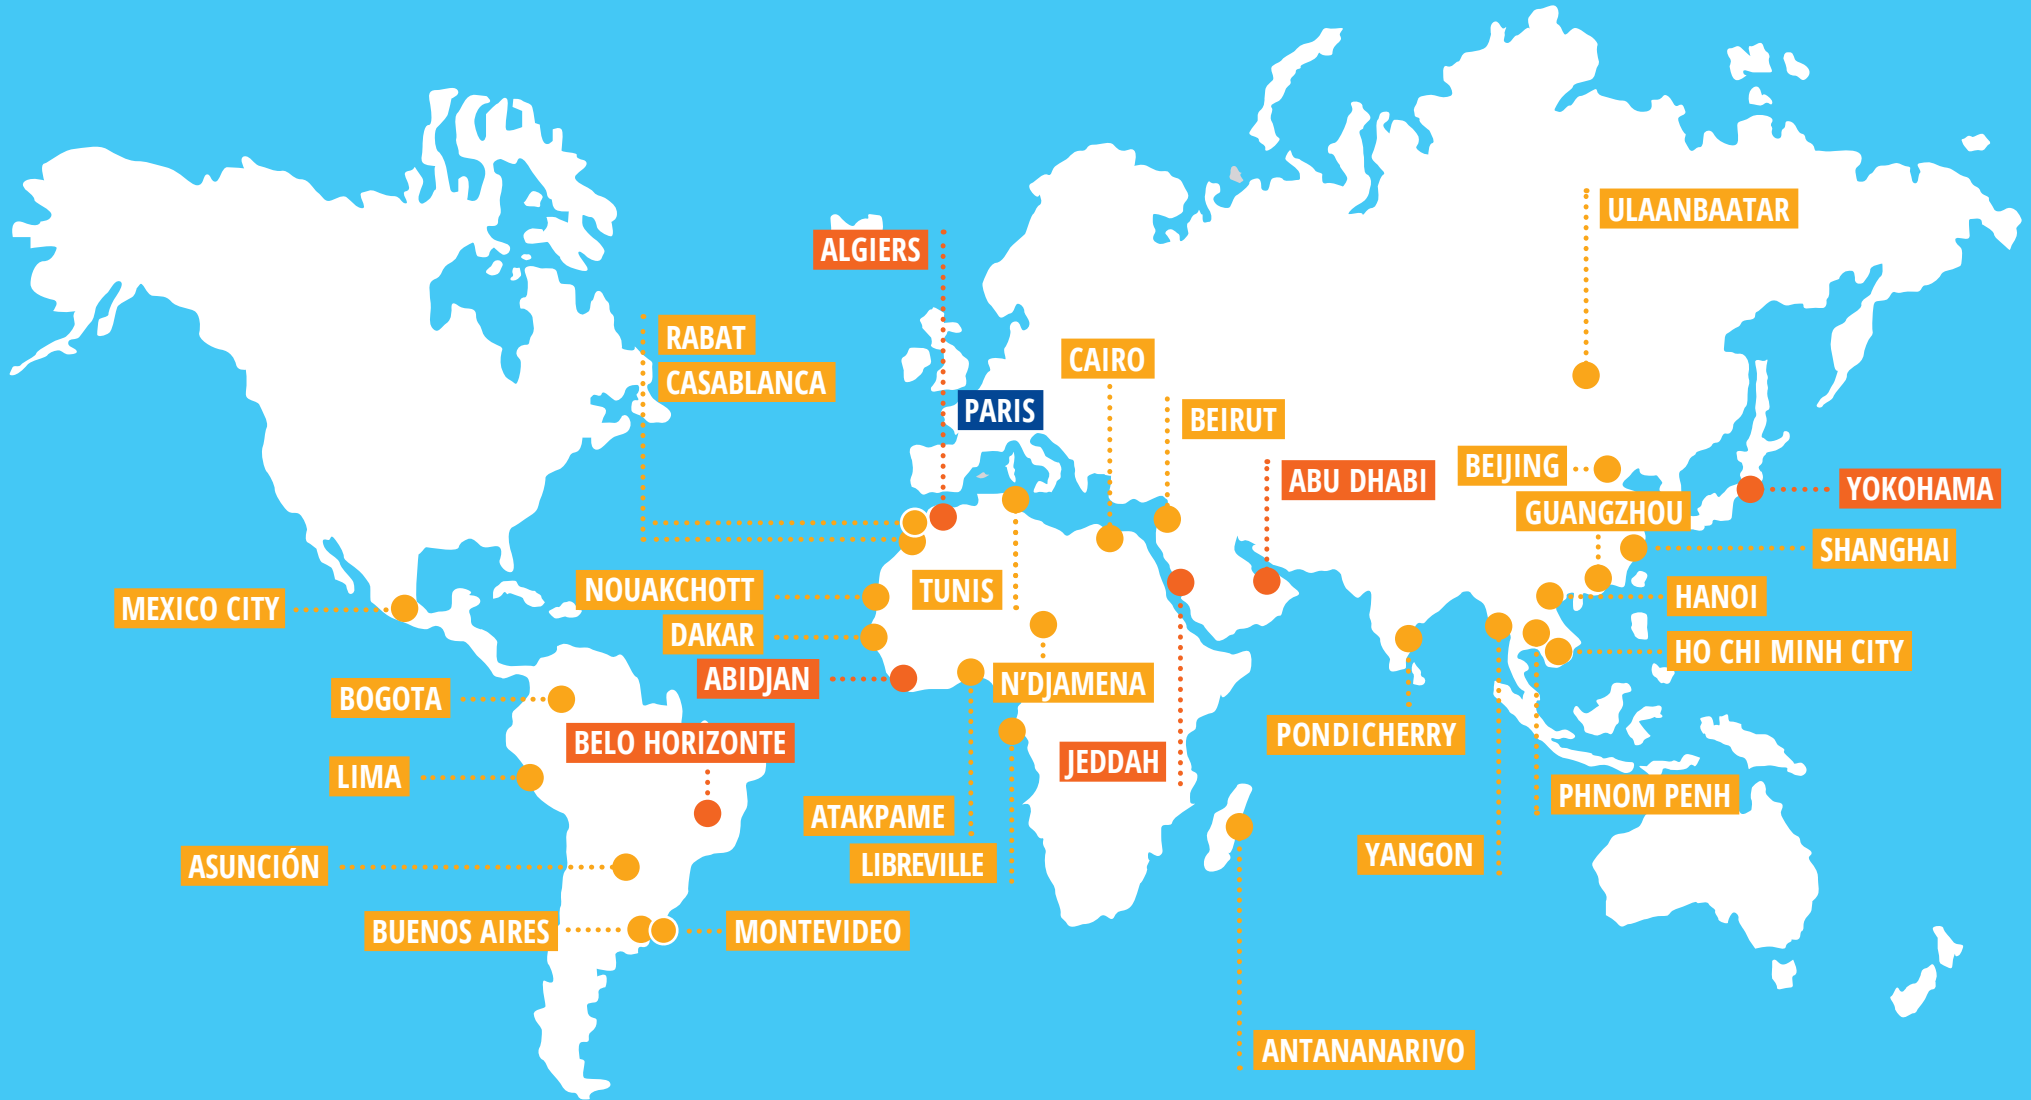 ULAANBAATAR
ALGIERS
RABAT
CASABLANCA
CAIRO
PARIS
BEIRUT
BEIJING
ABU DHABI
YOKOHAMA
GUANGZHOU
SHANGHAI
NOUAKCHOTT
TUNIS
HANOI
MEXICO CITY
DAKAR
HO CHI MINH CITY
ABIDJAN
N'DJAMENA
BOGOTA
PONDICHERRY
BELO HORIZONTE
JEDDAH
LIMA
PHNOM PENH
ATAKPAME
YANGON
LIBREVILLE
ASUNCIÓN
BUENOS AIRES
MONTEVIDEO
ANTANANARIVO